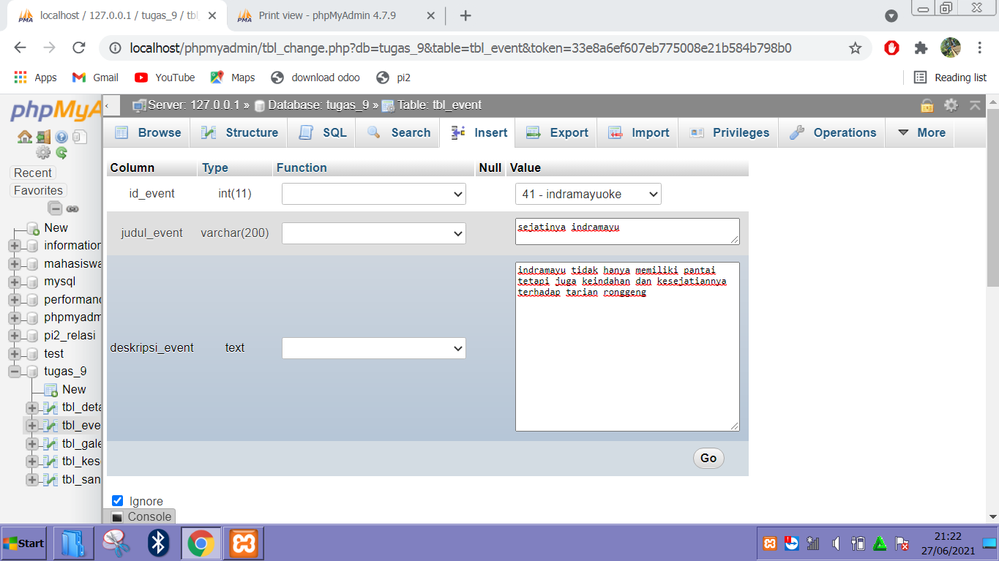 localhost / 127.0.0.1 / tugas_9 / tbl_
Print view - phpMyAdmin 4.7.9
localhost/phpmyadmin/tbl_change.php?db=tugas_9&table=tbl_event&token=33e8a6ef607eb775008e21b584b798b0
Apps Gmail YouTube Maps download odoo pi2 Reading list
phpMyA
Server: 127.0.0.1 » Database: tugas_9 » Table: tbl_event
Browse Structure SQL Search Insert Export Import Privileges Operations More
Recent
Favorites
New
information
mahasiswa
mysql
performanc
phpmyadm
pi2_relasi
test
tugas_9
New
tbl_deta
tbl_eve
tbl_gale
tbl_kes
tbl_san
Column Type Function Null Value
id_event int(11) 41 - indramayuoke
judul_event varchar(200) sejatinya indramayu
deskripsi_event text
indramayu tidak hanya memiliki pantai
tetapi juga keindahan dan kesejatiannya
terhadap tarian ronggeng
Go
Ignore
Console
Start
21:22
27/06/2021